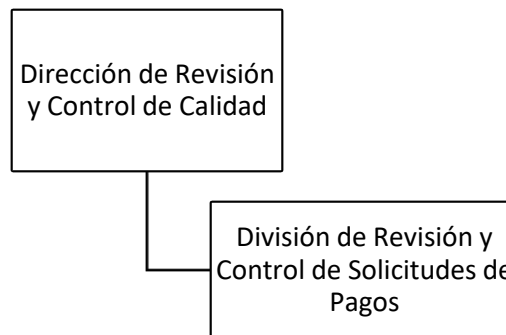 Dirección de Revisión
y Control de Calidad
División de Revisión y
Control de Solicitudes de
Pagos